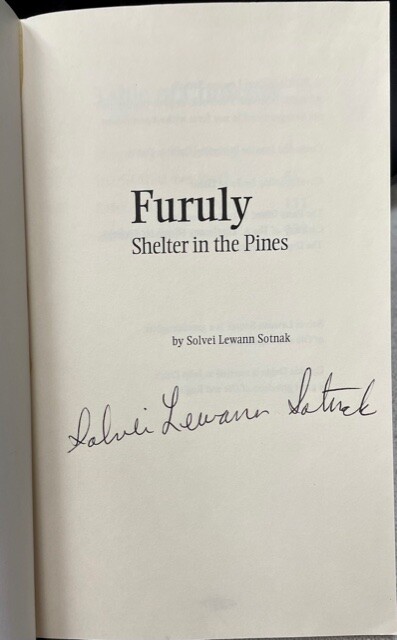 Furuly
Shelter in the Pines
by Solvei Lewann Sotnak
Solvei Lewann Sotnak